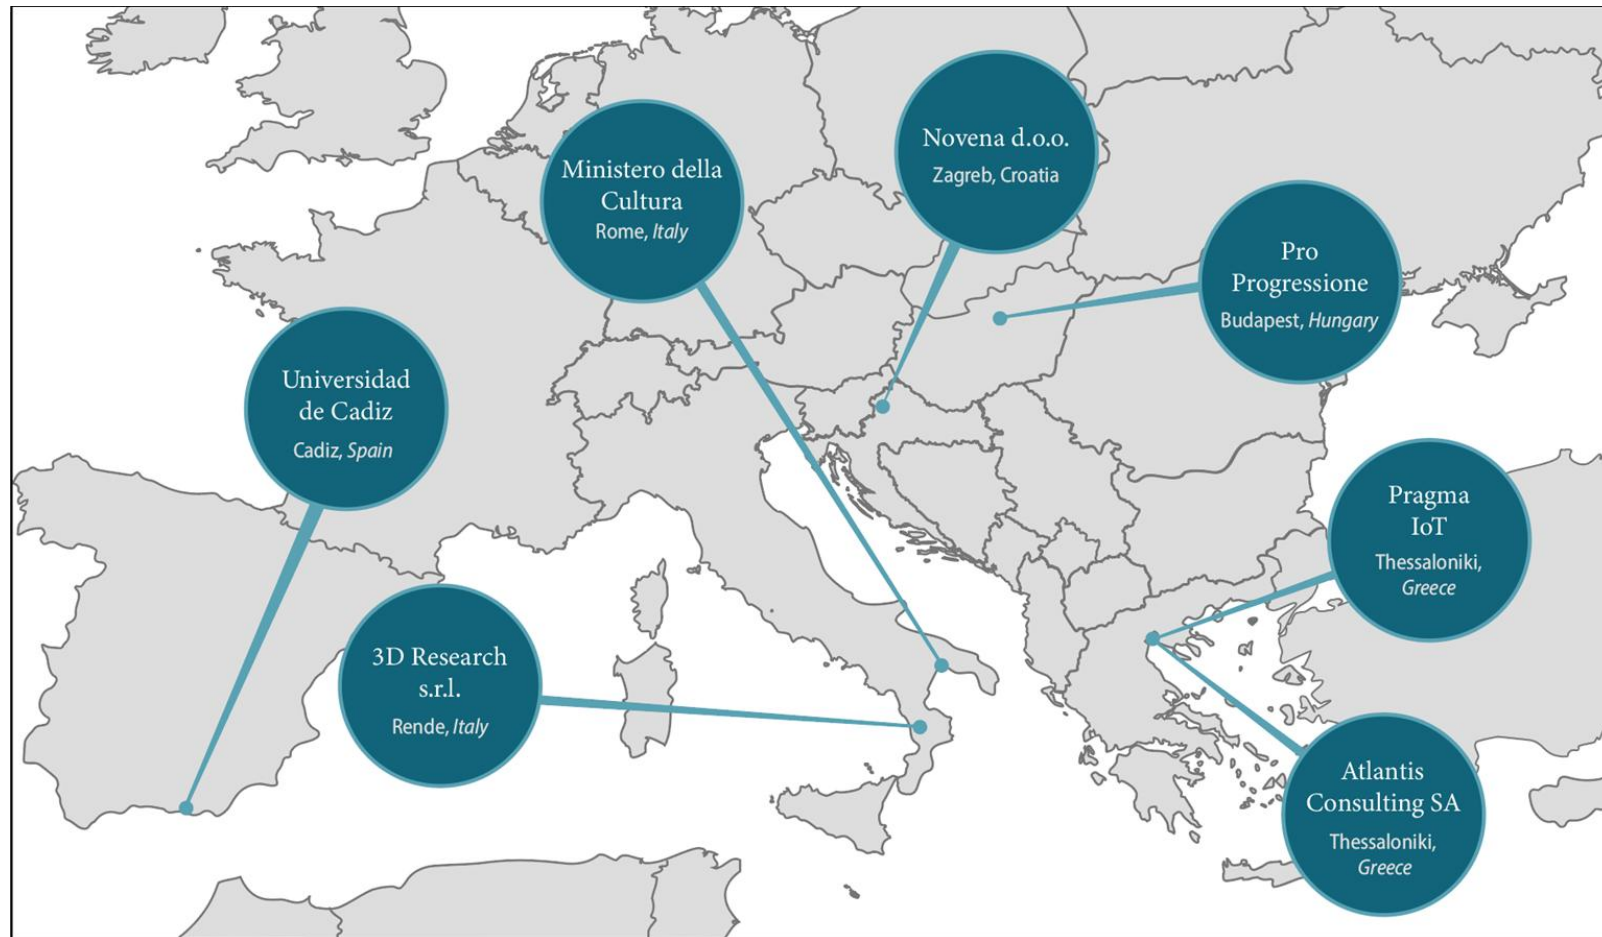 Novena d.o.o.
Zagreb, Croatia
Ministero della
Cultura
Rome, Italy
Pro
Progressione
Budapest, Hungary
Universidad
de Cadiz
Cadiz, Spain
Pragma
IoT
Thessaloniki,
Greece
3D Research
s.r.l.
Rende, Italy
Atlantis
Consulting SA
Thessaloniki,
Greece